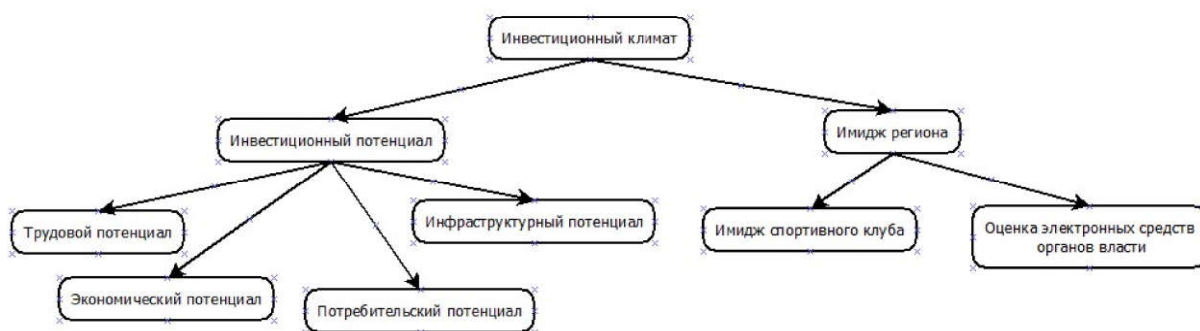 Инвестиционный климат
Инвестиционный потенциал
Имидж региона
Трудовой потенциал
Инфраструктурный потенциал
Имидж спортивного клуба
Оценка электронных средств
органов власти
Экономический потенциал
Потребительский потенциал